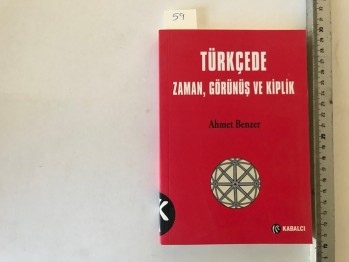 59
TÜRKÇEDE
ZAMAN, GÖRÜNÜŞ VE KİPLİK
Ahmet Benzer
K
KABALCI